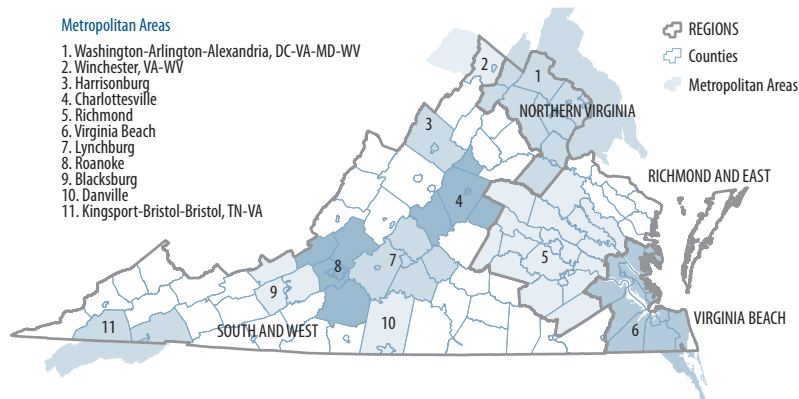 Metropolitan Areas
1. Washington-Arlington-Alexandria, DC-VA-MD-WV
2. Winchester, VA-WV
3. Harrisonburg
4. Charlottesville
5. Richmond
6. Virginia Beach
7. Lynchburg
8. Roanoke
9. Blacksburg
10. Danville
11. Kingsport-Bristol-Bristol, TN-VA
REGIONS
Counties
Metropolitan Areas
2
1
NORTHERN VIRGINIA
3
RICHMOND AND EAST
4
5
7
8
9
VIRGINIA BEACH
10
11
SOUTH AND WEST
6